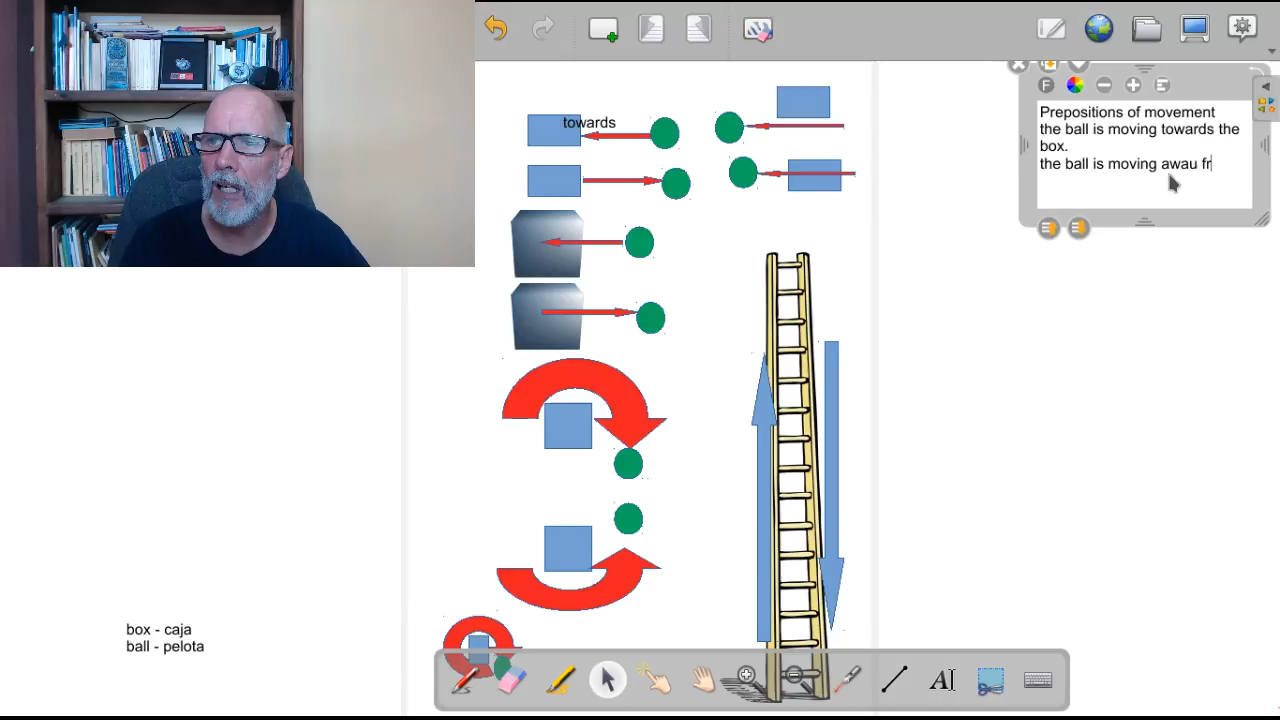 towards
Prepositions of movement
the ball is moving towards the
box.
the ball is moving awau fr
box - caja
ball - pelota